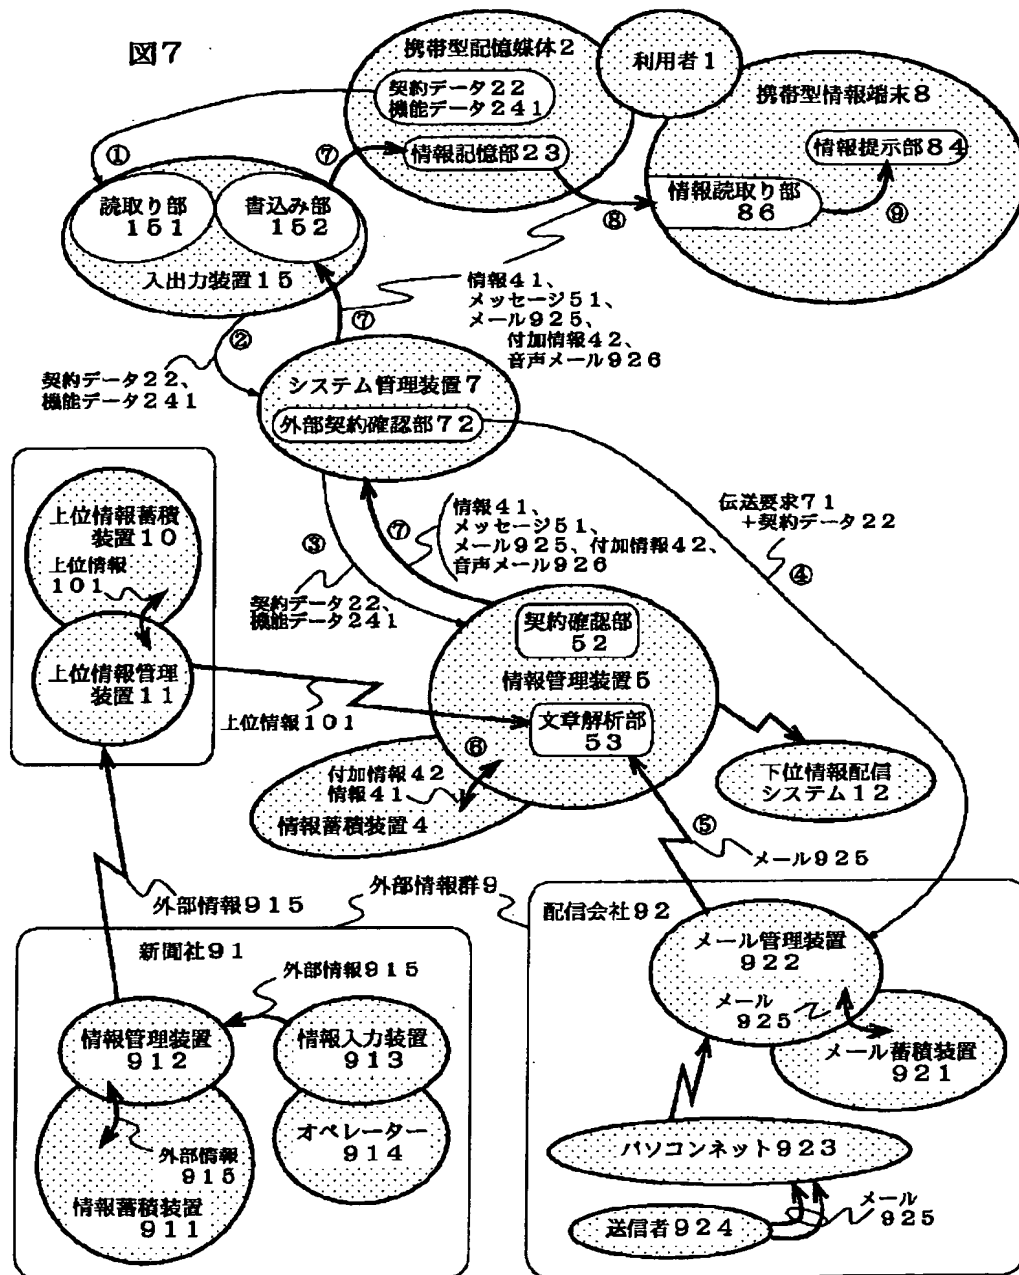 図7
携帯型記憶媒体2
利用者1
契約データ22
機能データ241
携帯型情報端末8
①
⑦
情報記憶部23
情報提示部84
読取り部
151
書込み部
152
情報読取り部
86
⑧
⑨
入出力装置15
②
⑦
情報41、
メッセージ51、
メール925、
付加情報42、
音声メール926
契約データ22、
機能データ241
システム管理装置7
外部契約確認部72
上位情報蓄積
装置10
上位情報
101
上位情報管理
装置11
③
⑦
情報41、
メッセージ51、
メール925、付加情報42、
音声メール926
伝送要求71
+契約データ22
④
契約データ22、
機能データ241
契約確認部
52
情報管理装置5
上位情報101
文章解析部
53
⑥
付加情報42
情報41
情報蓄積装置4
下位情報配信
システム12
⑤
メール925
外部情報915
外部情報群9
新聞社91
外部情報915
情報管理装置
912
情報入力装置
913
オペレーター
914
外部情報
915
情報蓄積装置
911
配信会社92
メール管理装置
922
メール
925
メール蓄積装置
921
パソコンネット923
送信者924
メール
925